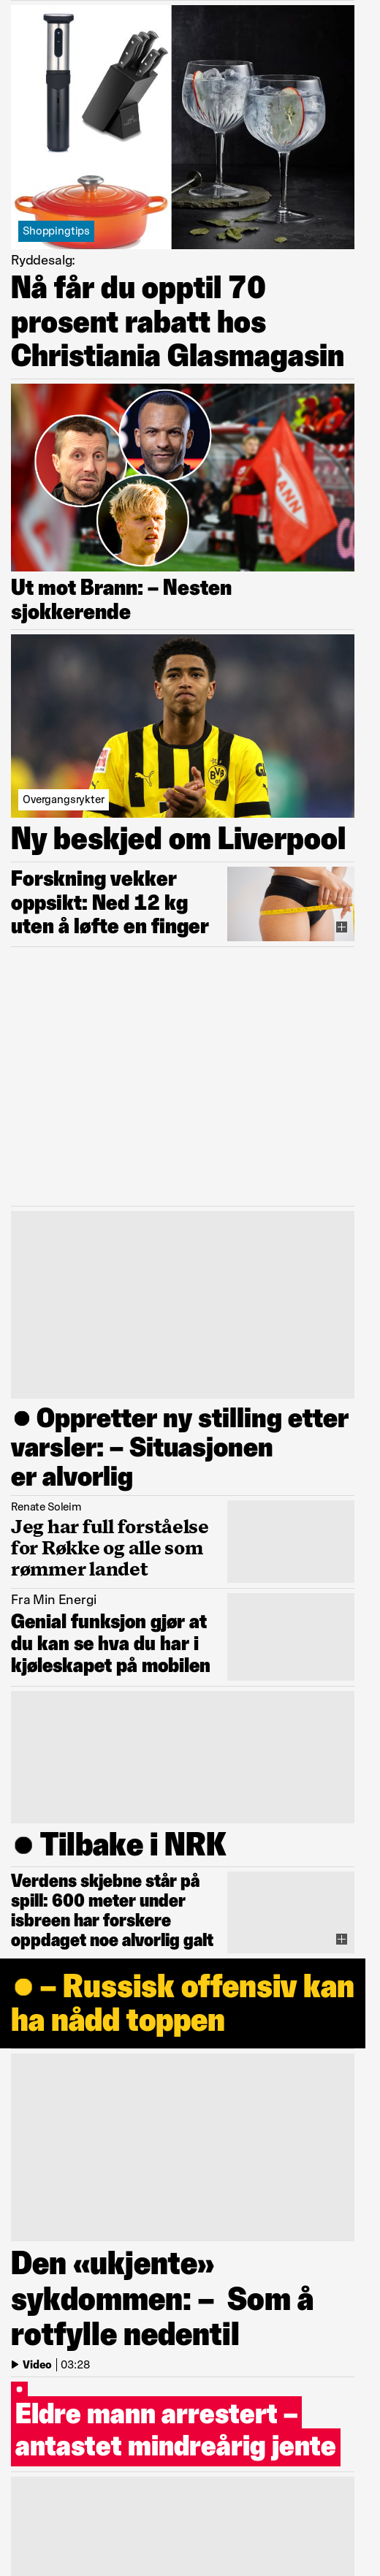 Shoppingtips
Ryddesalg:
Nå får du opptil 70
prosent rabatt hos
Christiania Glasmagasin
ANN
Ut mot Brann: – Nesten
sjokkerende
BVB
09
Overgangsrykter
Ny beskjed om Liverpool
Forskning vekker
oppsikt: Ned 12 kg
uten å løfte en finger
● Oppretter ny stilling etter
varsler: – Situasjonen
er alvorlig
Renate Soleim
Jeg har full forståelse
for Røkke og alle som
rømmer landet
Fra Min Energi
Genial funksjon gjør at
du kan se hva du har i
kjøleskapet på mobilen
● Tilbake i NRK
Verdens skjebne står på
spill: 600 meter under
isbreen har forskere
oppdaget noe alvorlig galt
● – Russisk offensiv kan
ha nådd toppen
Den «ukjente»
sykdommen: – Som å
rotfylle nedentil
Video | 03:28
Eldre mann arrestert –
antastet mindreårig jente